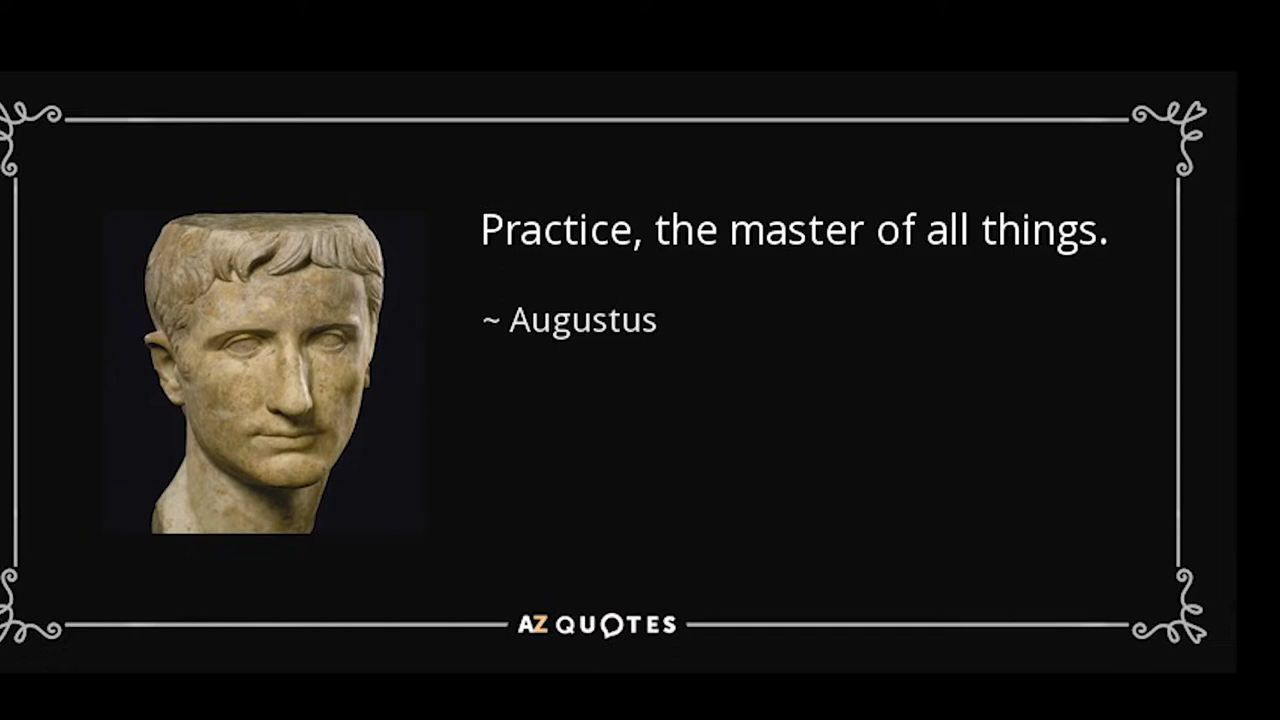 Practice, the master of all things.
~ Augustus
AZ QUOTES